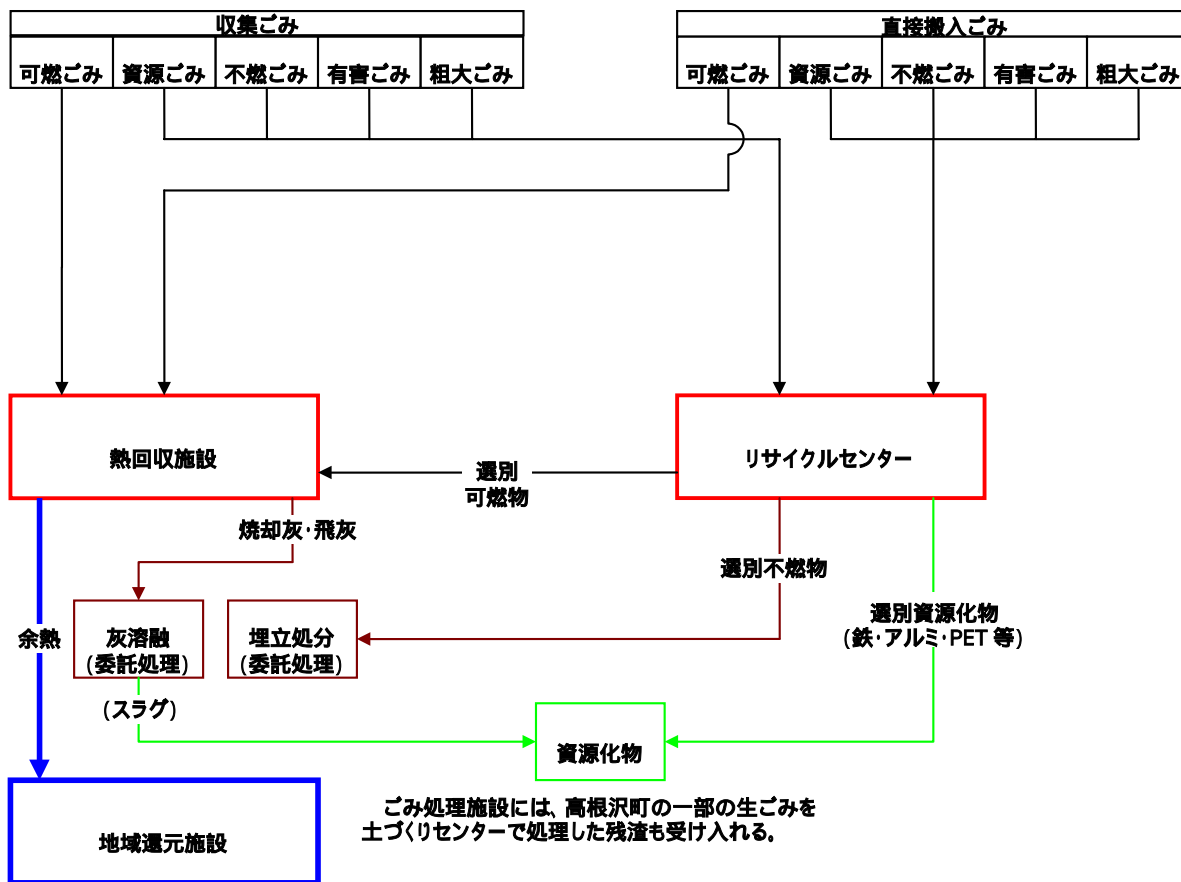 収集ごみ
直接搬入ごみ
可燃ごみ 資源ごみ 不燃ごみ 有害ごみ 粗大ごみ
可燃ごみ 資源ごみ 不燃ごみ 有害ごみ 粗大ごみ
熱回収施設
リサイクルセンター
選別
可燃物
焼却灰・飛灰
選別不燃物
選別資源化物
(鉄・アルミ・PET 等)
余熱
灰溶融
(委託処理)
埋立処分
(委託処理)
(スラグ)
資源化物
ごみ処理施設には、高根沢町の一部の生ごみを
土づくりセンターで処理した残渣も受け入れる。
地域還元施設